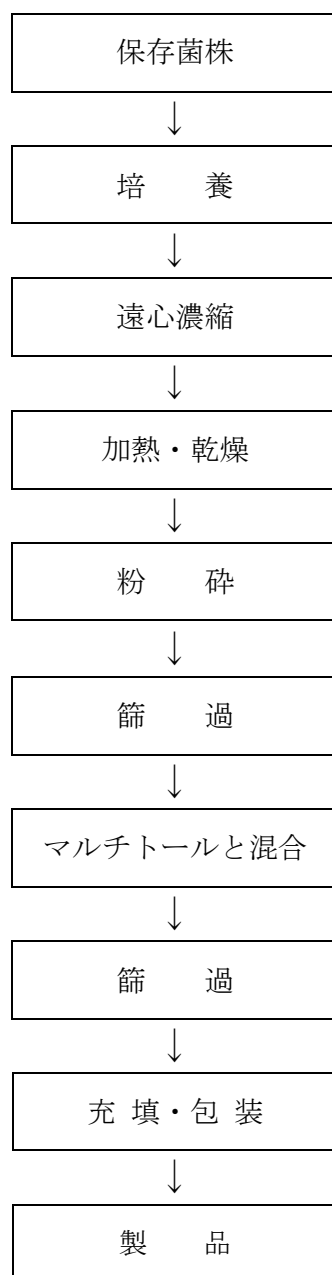 保存菌株
↓
培　　養
↓
遠心濃縮
↓
加熱・乾燥
↓
粉　　砕
↓
篩　　過
↓
マルチトールと混合
↓
篩　　過
↓
充 填・包 装
↓
製　　品